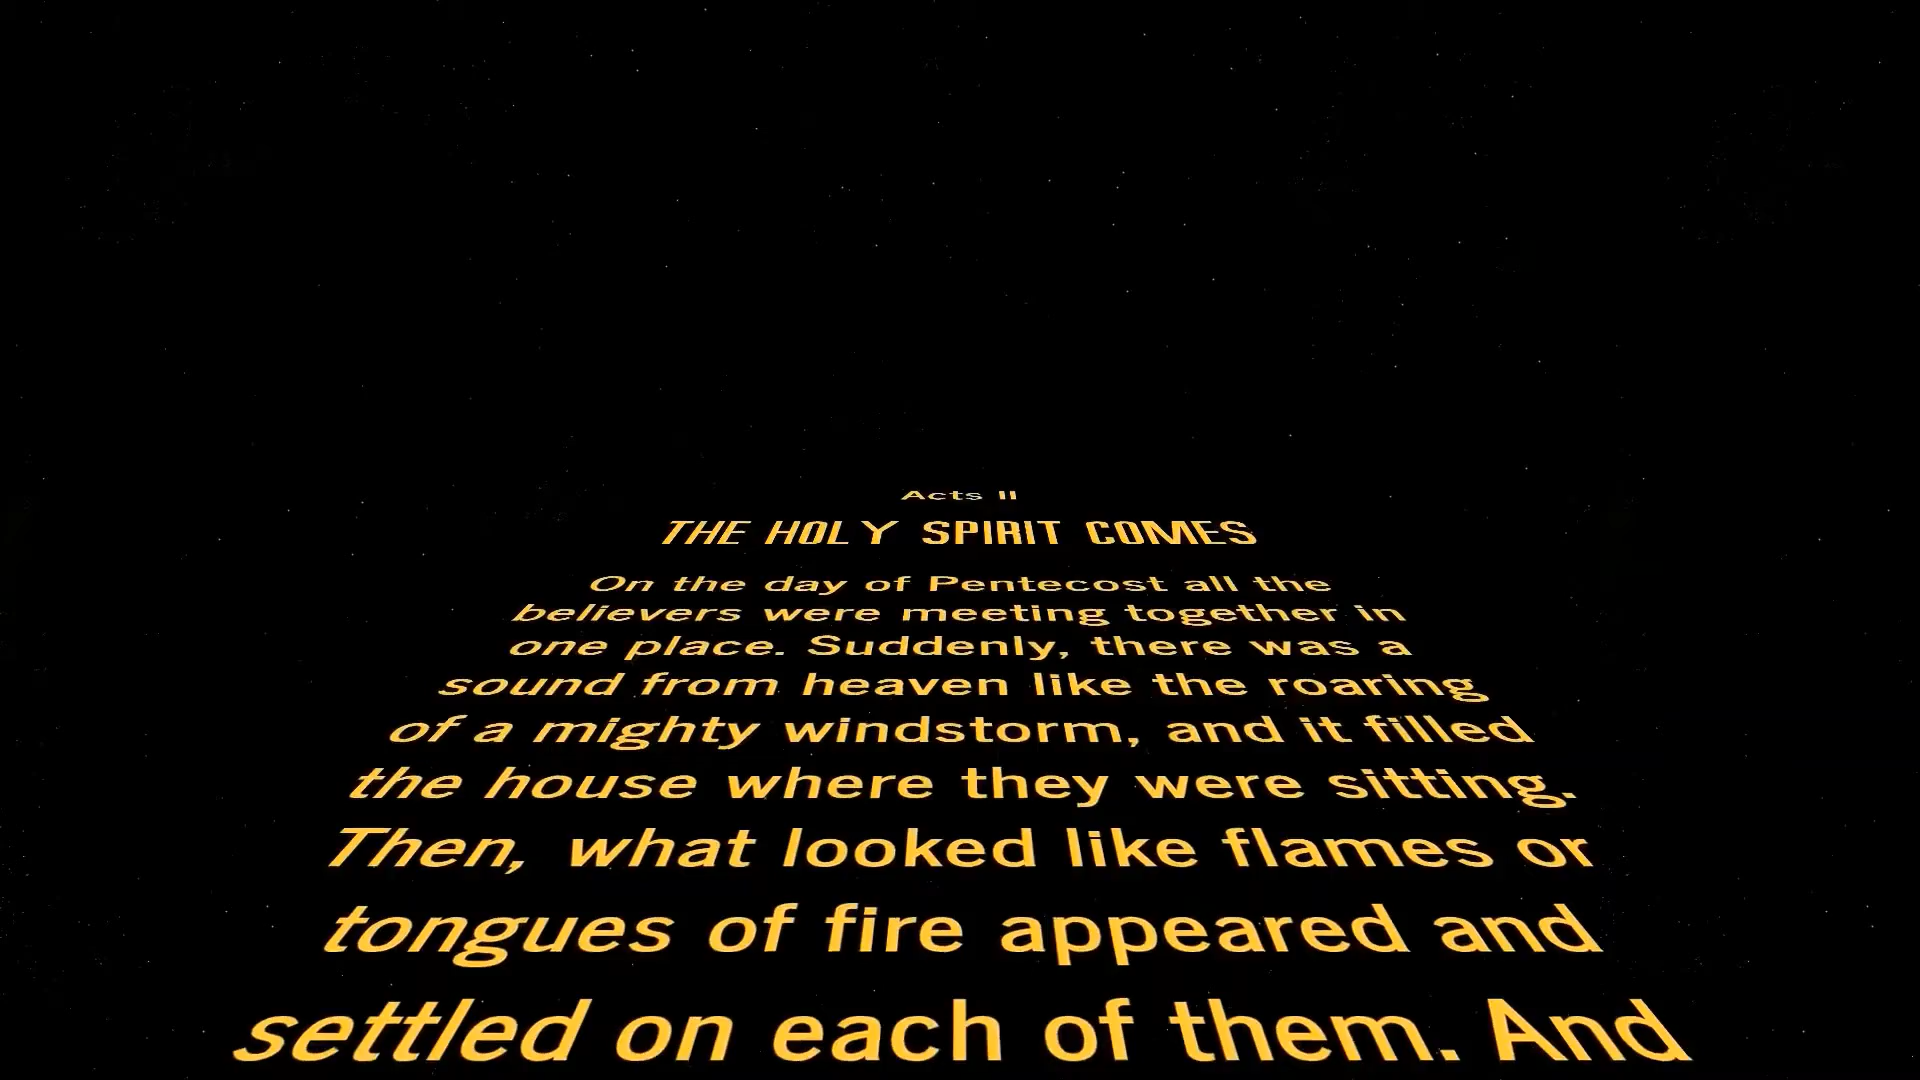 Acts II
THE HOLY SPIRIT COMES
On the day of Pentecost all the
believers were meeting together in
one place. Suddenly, there was a
sound from heaven like the roaring
of a mighty windstorm, and it filled
the house where they were sitting.
Then, what looked like flames or
tongues of fire appeared and
settled on each of them. And